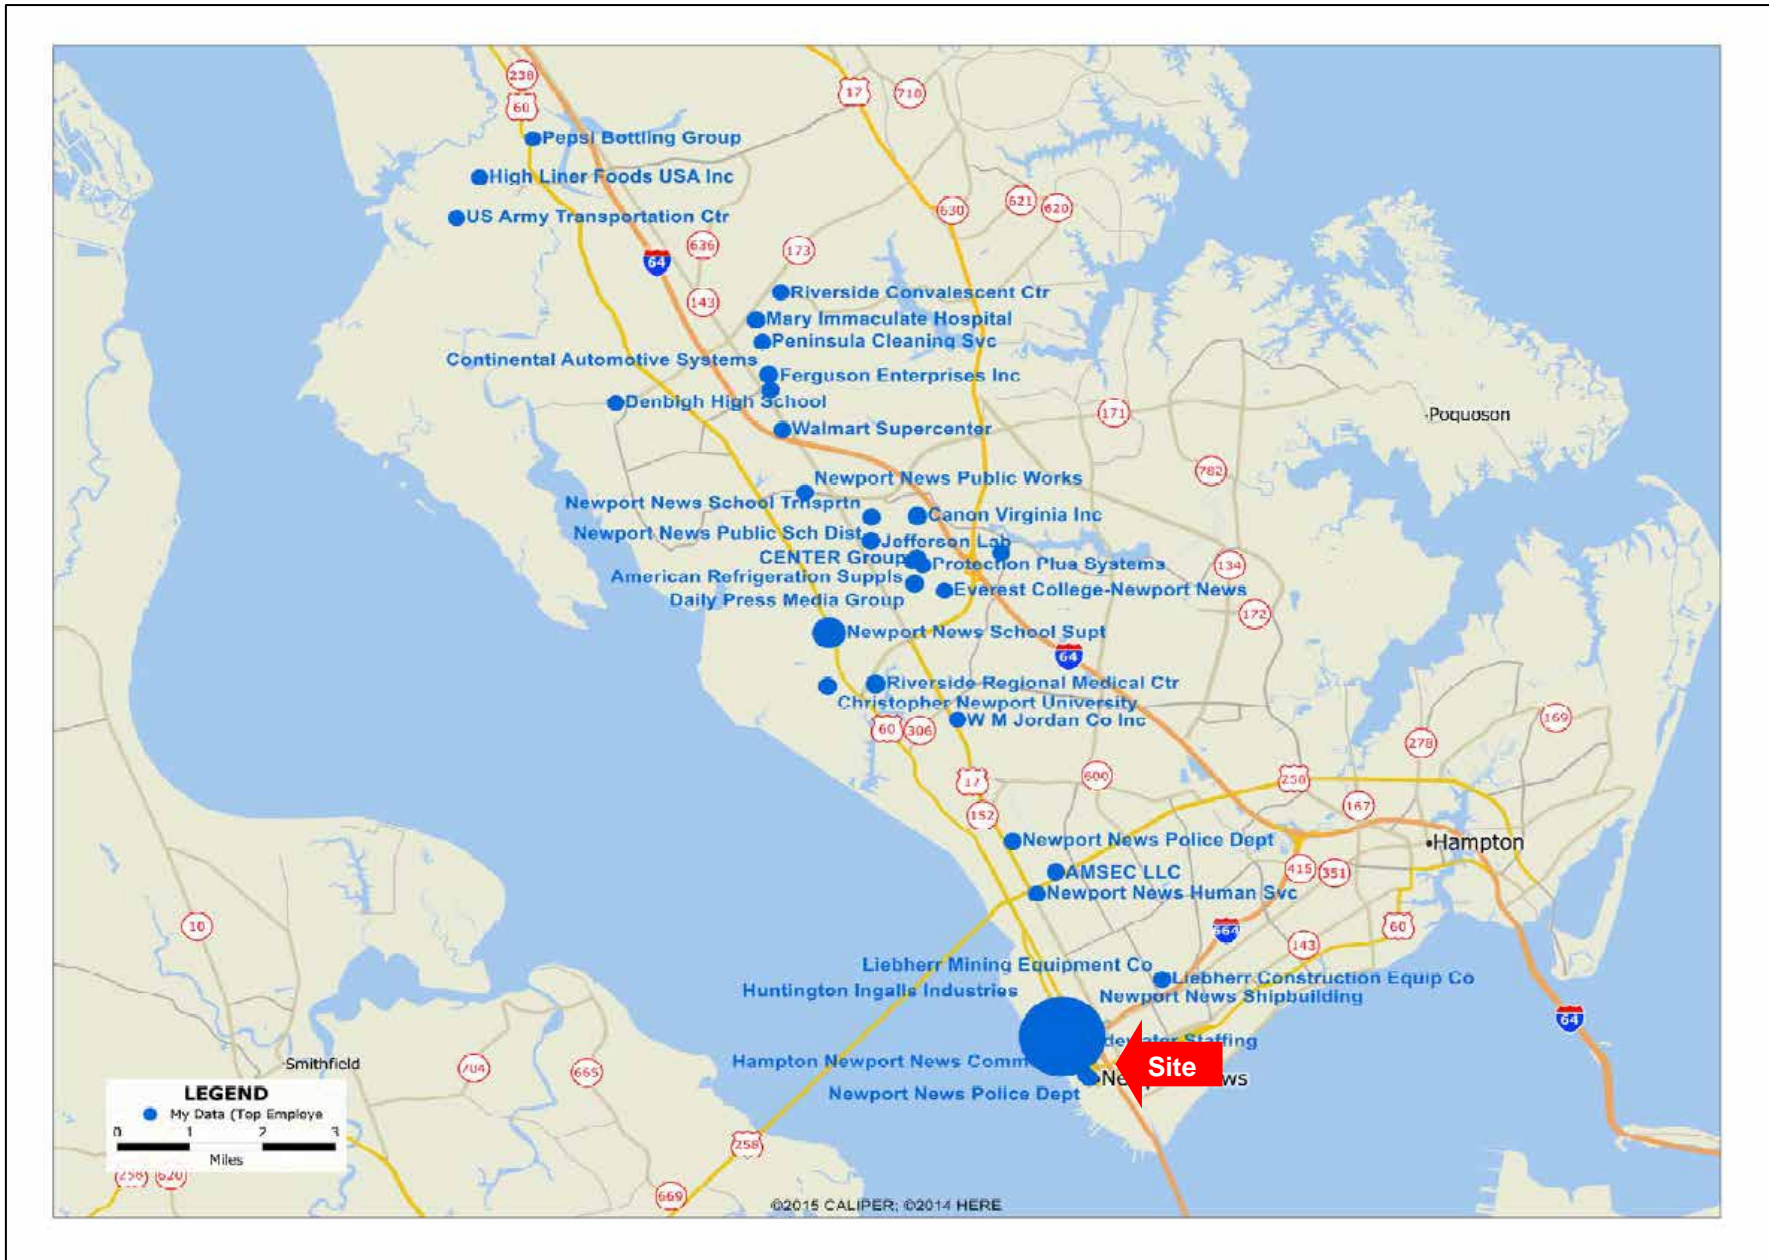 238
60
17
710
Pepsi Bottling Group
High Liner Foods USA Inc
US Army Transportation Ctr
630
621
620
636
173
64
143
Riverside Convalescent Ctr
Mary Immaculate Hospital
Peninsula Cleaning Svc
Continental Automotive Systems
Ferguson Enterprises Inc
Denbigh High School
171
Poquoson
Walmart Supercenter
782
Newport News Public Works
Newport News School Trnsprtn
Canon Virginia Inc
Newport News Public Sch Dist
Jefferson Lab
CENTER Group
Protection Plus Systems
134
American Refrigeration Suppls
Everest College-Newport News
Daily Press Media Group
172
Newport News School Supt
64
Riverside Regional Medical Ctr
Christopher Newport University
W M Jordan Co Inc
60
306
169
278
17
600
258
152
167
Newport News Police Dept
Hampton
AMSEC LLC
415
351
Newport News Human Svc
10
664
60
143
Liebherr Mining Equipment Co
Liebherr Construction Equip Co
Huntington Ingalls Industries
Newport News Shipbuilding
64
Staffing
Smithfield
Hampton Newport News Comm
Site
704
665
Newport News Police Dept
LEGEND
My Data (Top Employe
0 1 2 3
Miles
258
258
620
669
©2015 CALIPER; ©2014 HERE